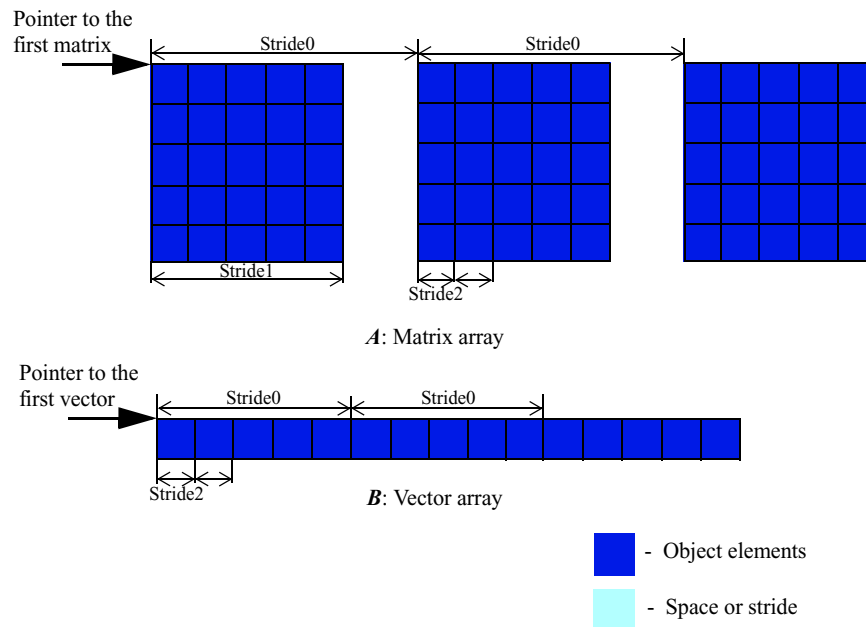 Pointer to the
first matrix
Stride0
Stride0
Stride1
Stride2
A: Matrix array
Pointer to the
first vector
Stride0
Stride0
Stride2
B: Vector array
- Object elements
- Space or stride